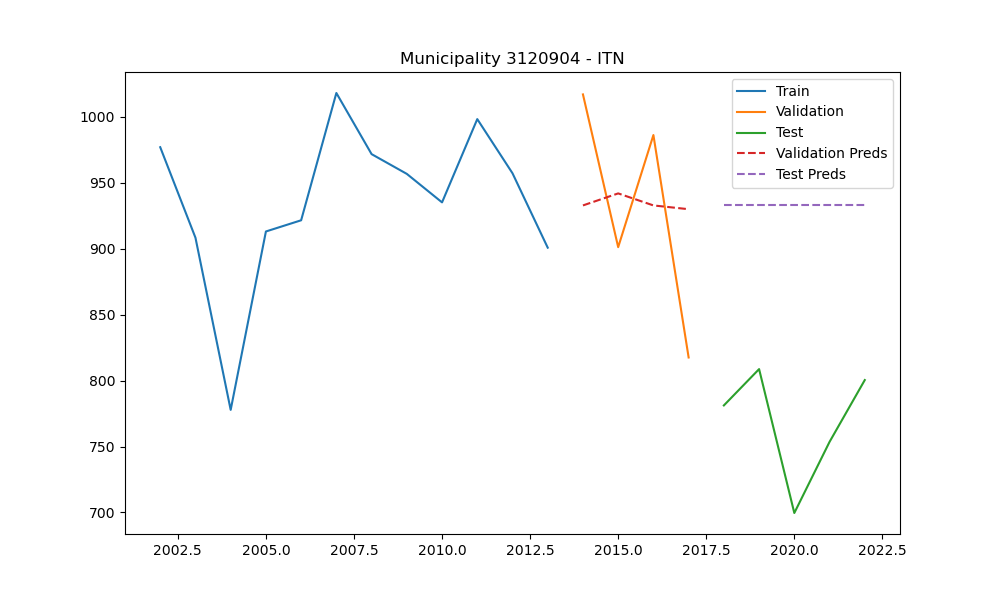 Municipality 3120904 - ITN
Train
Validation
Test
Validation Preds
Test Preds
1000
950
900
850
800
750
700
2002.5 2005.0 2007.5 2010.0 2012.5 2015.0 2017.5 2020.0 2022.5